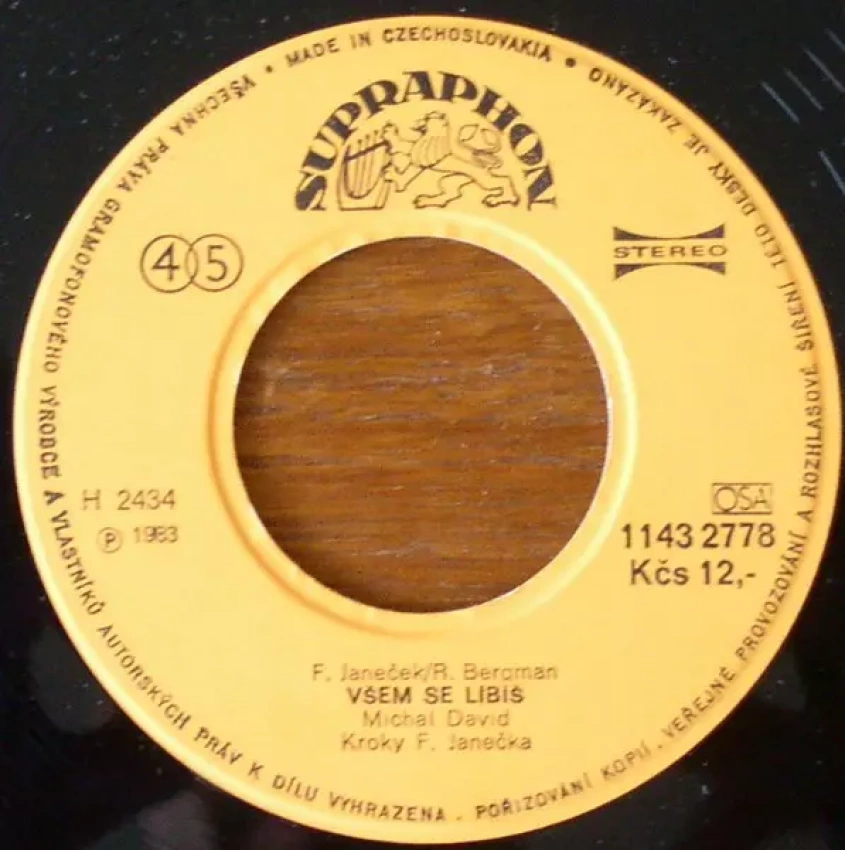 VŠECHNA PRÁVA GRAMOFONOVÉHO VÝROBCE A VLASTNÍKŮ AUTORSKÝCH PRÁV K DÍLU VYHRAZENA. POŘIZOVÁNÍ KOPIÍ, VEŘEJNÉ PROVOZOVÁNÍ A ROZHLASOVÉ ŠÍŘENÍ TÉTO DESKY JE ZAKÁZÁNO
• MADE IN CZECHOSLOVAKIA •
SUPRAPHON
45
STEREO
H 2434
℗ 1983
OSA
1143 2778
Kčs 12,-
F. Janeček/R. Bergman
VŠEM SE LÍBÍŠ
Michal David
Kroky F. Janečka